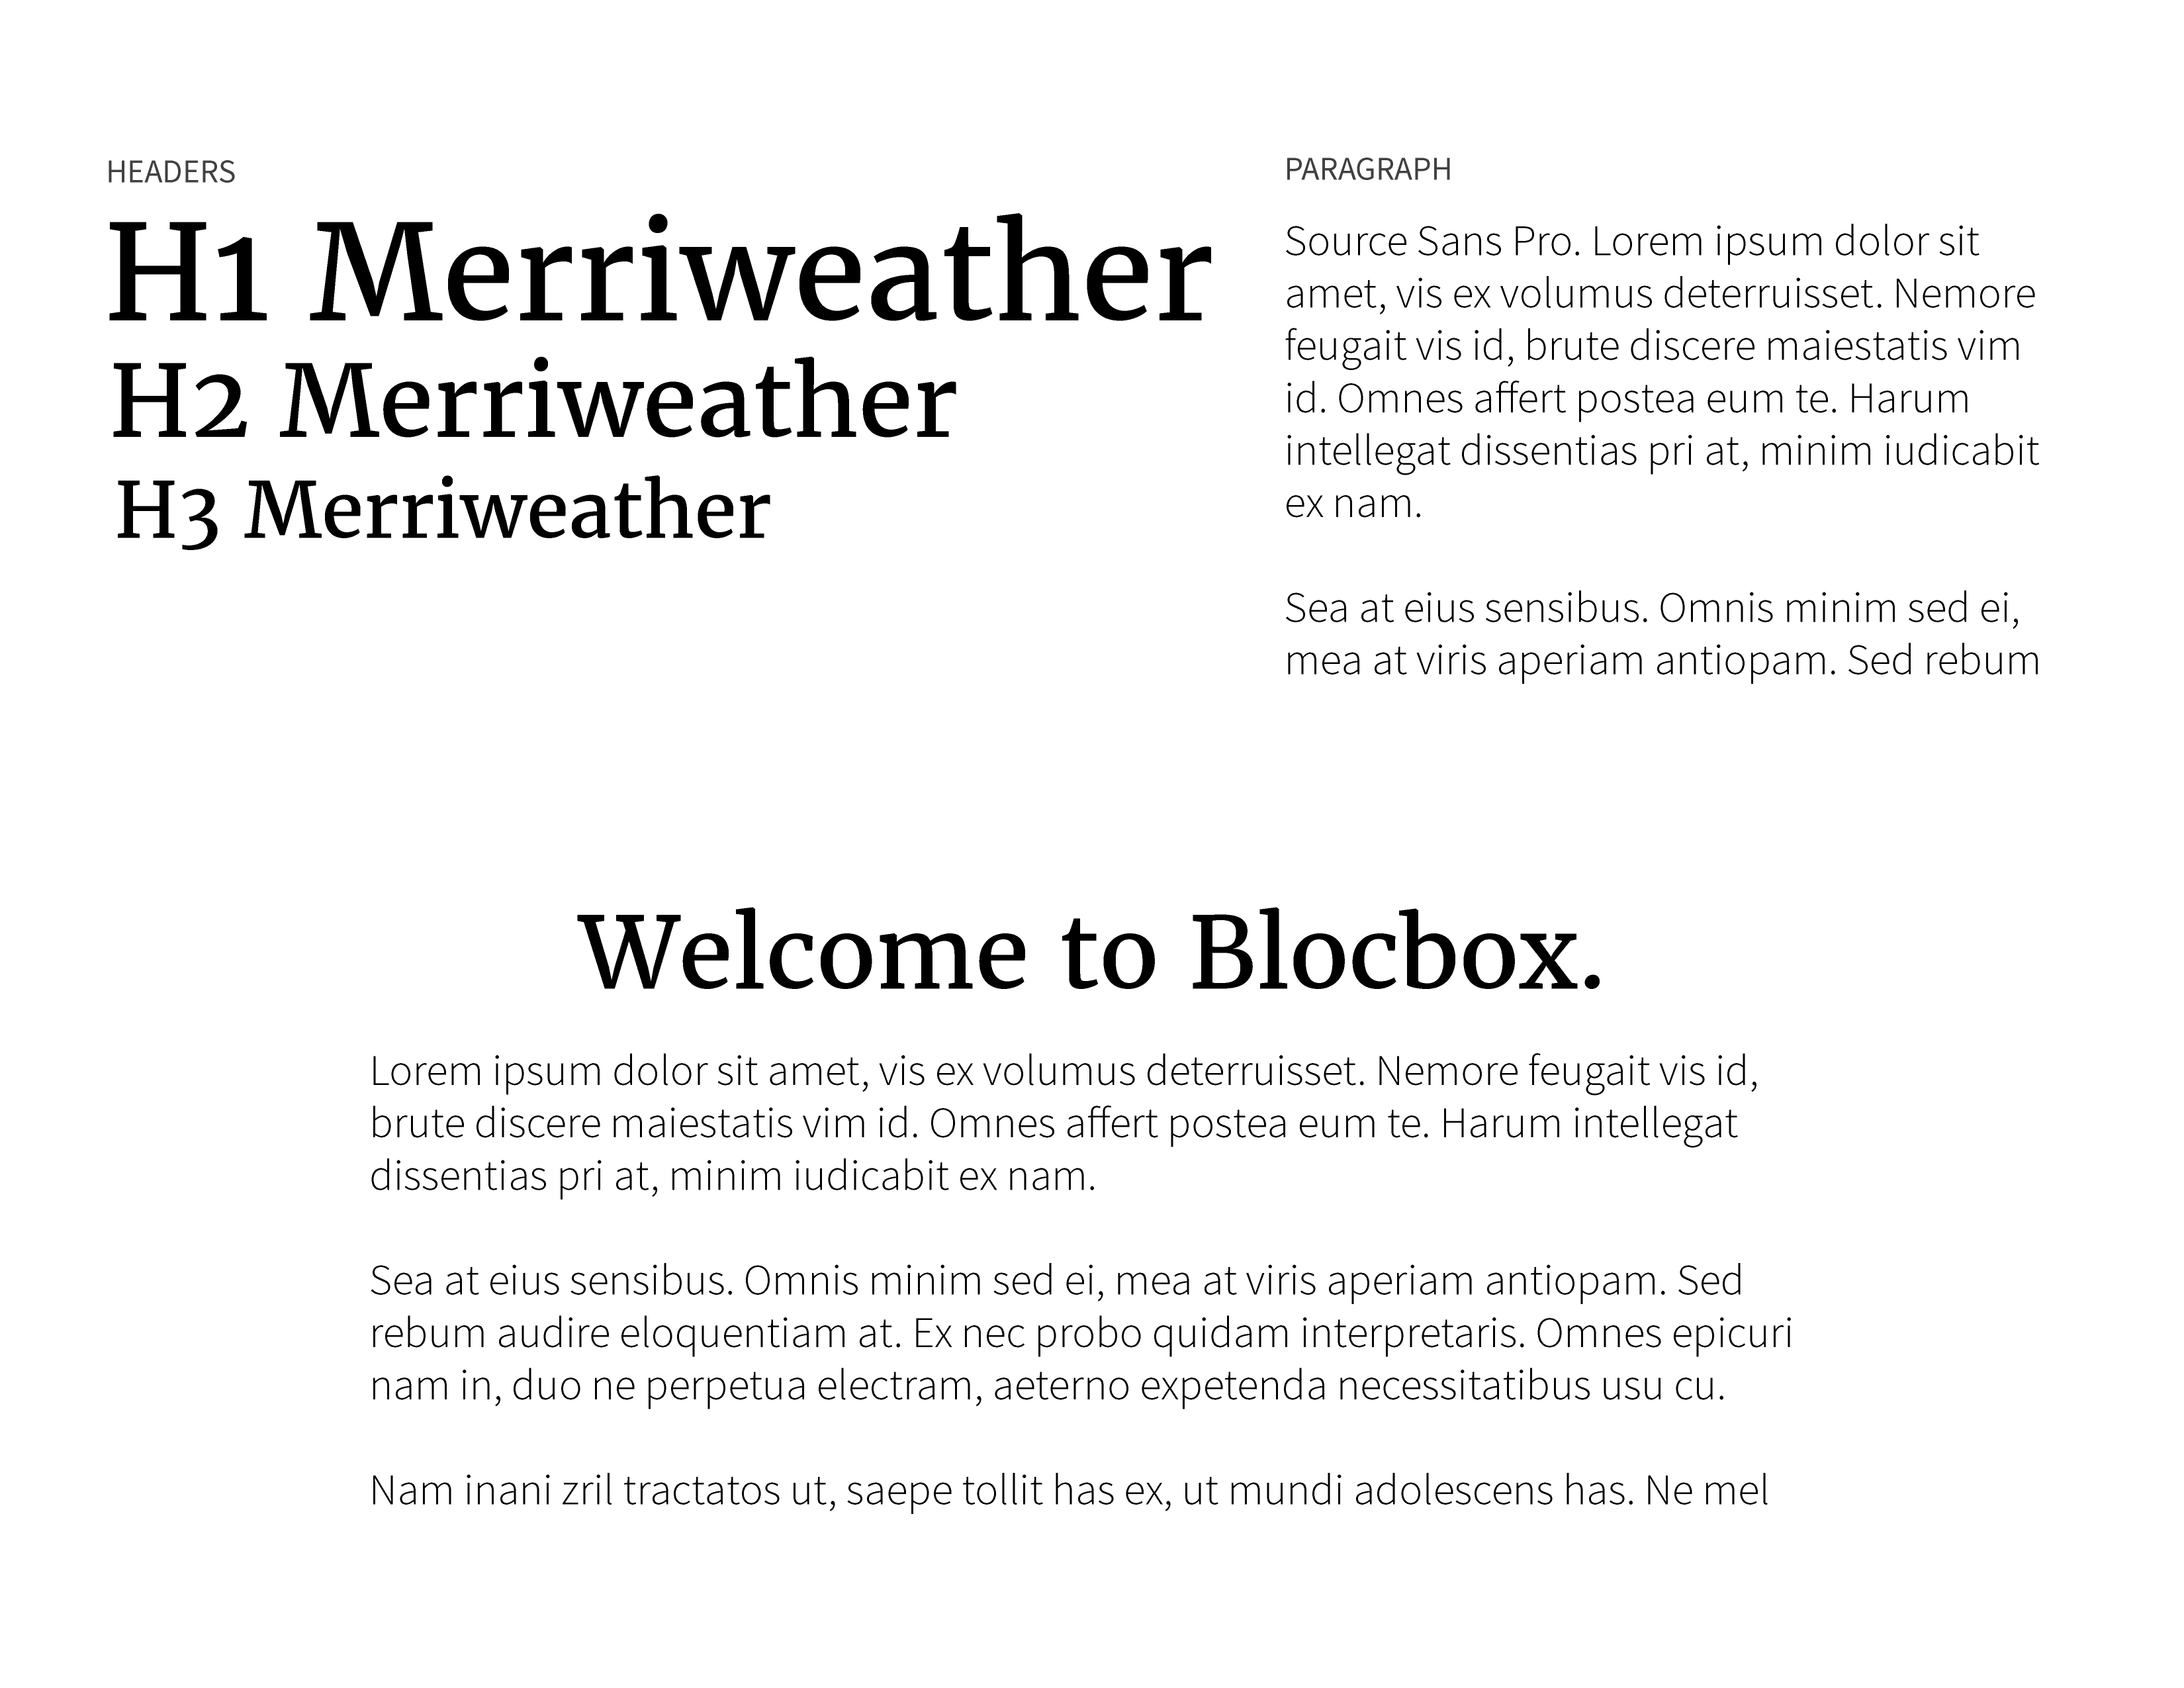 HEADERS
H1 Merriweather
H2 Merriweather
H3 Merriweather
PARAGRAPH
Source Sans Pro. Lorem ipsum dolor sit
amet, vis ex volumus deterruisset. Nemore
feugait vis id, brute discere maiestatis vim
id. Omnes affert postea eum te. Harum
intellegat dissentias pri at, minim iudicabit
ex nam.
Sea at eius sensibus. Omnis minim sed ei,
mea at viris aperiam antiopam. Sed rebum
Welcome to Blocbox.
Lorem ipsum dolor sit amet, vis ex volumus deterruisset. Nemore feugait vis id,
brute discere maiestatis vim id. Omnes affert postea eum te. Harum intellegat
dissentias pri at, minim iudicabit ex nam.
Sea at eius sensibus. Omnis minim sed ei, mea at viris aperiam antiopam. Sed
rebum audire eloquentiam at. Ex nec probo quidam interpretaris. Omnes epicuri
nam in, duo ne perpetua electram, aeterno expetenda necessitatibus usu cu.
Nam inani zril tractatos ut, saepe tollit has ex, ut mundi adolescens has. Ne mel